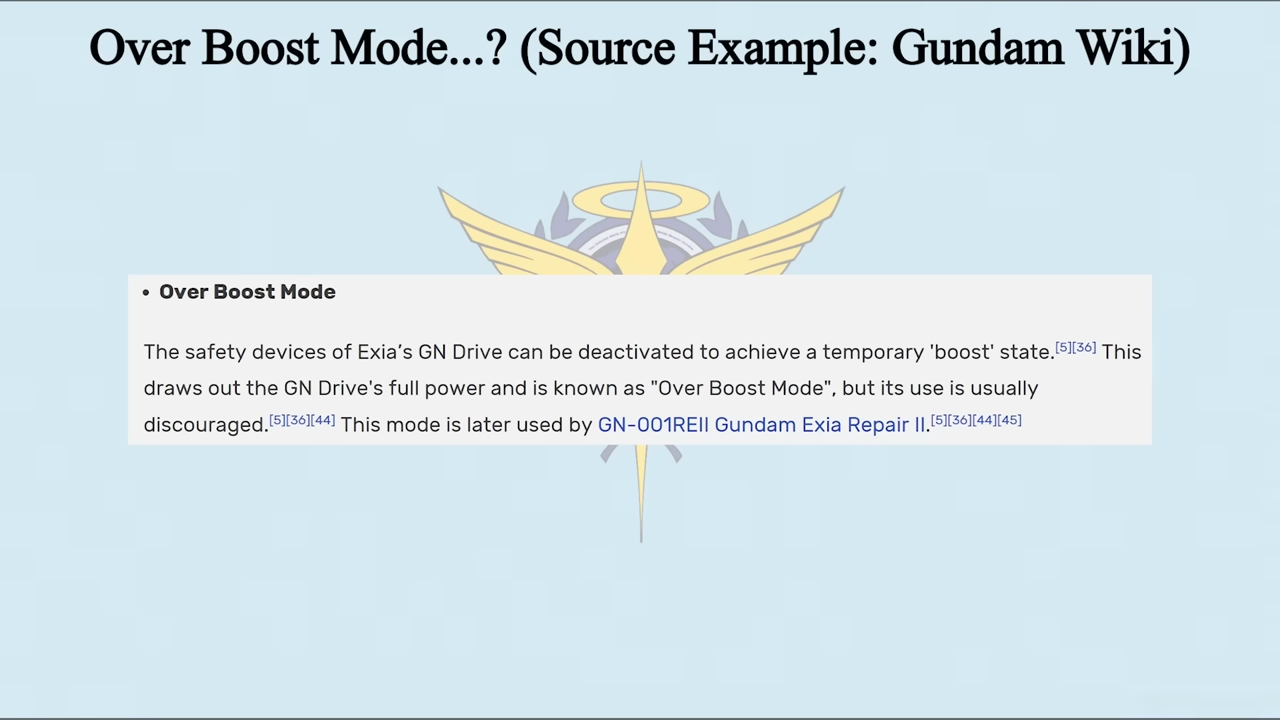 Over Boost Mode...? (Source Example: Gundam Wiki)
• Over Boost Mode
The safety devices of Exia’s GN Drive can be deactivated to achieve a temporary 'boost' state.[5][36] This
draws out the GN Drive's full power and is known as "Over Boost Mode", but its use is usually
discouraged.[5][36][44] This mode is later used by GN-001REII Gundam Exia Repair II.[5][36][44][45]